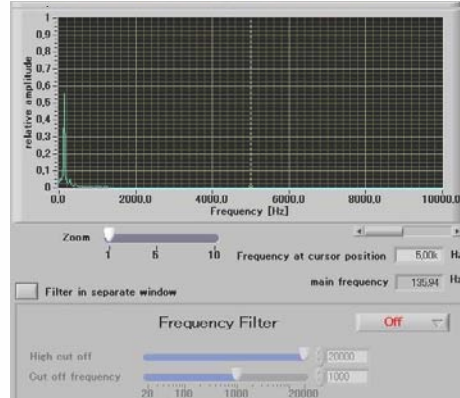 1
0,9
0,8
0,7
0,6
0,5
0,4
0,3
0,2
0,1
0
relative amplitude
0,0 2000,0 4000,0 6000,0 8000,0 10000,0
Frequency [Hz]
Zoom
1 5 10
Frequency at cursor position 5,00k Hz
main frequency 135,94 Hz
Filter in separate window
Frequency Filter Off
High cut off 20000
Cut off frequency 1000
20 100 1000 20000